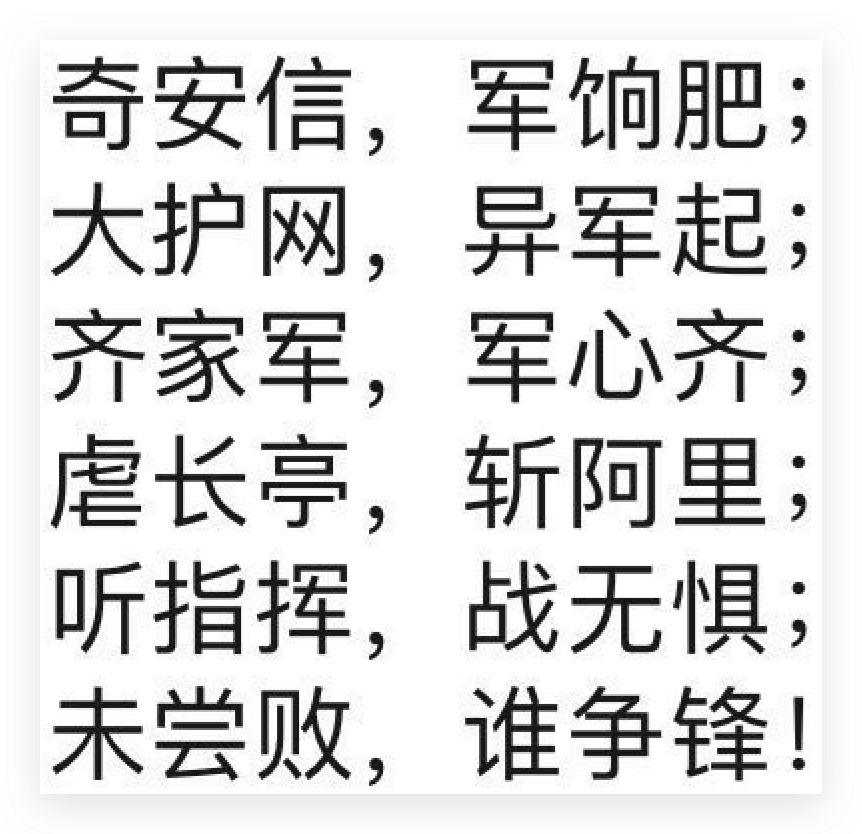 奇安信，军饷肥；
大护网，异军起；
齐家军，军心齐；
虐长亭，斩阿里；
听指挥，战无惧；
未尝败，谁争锋！